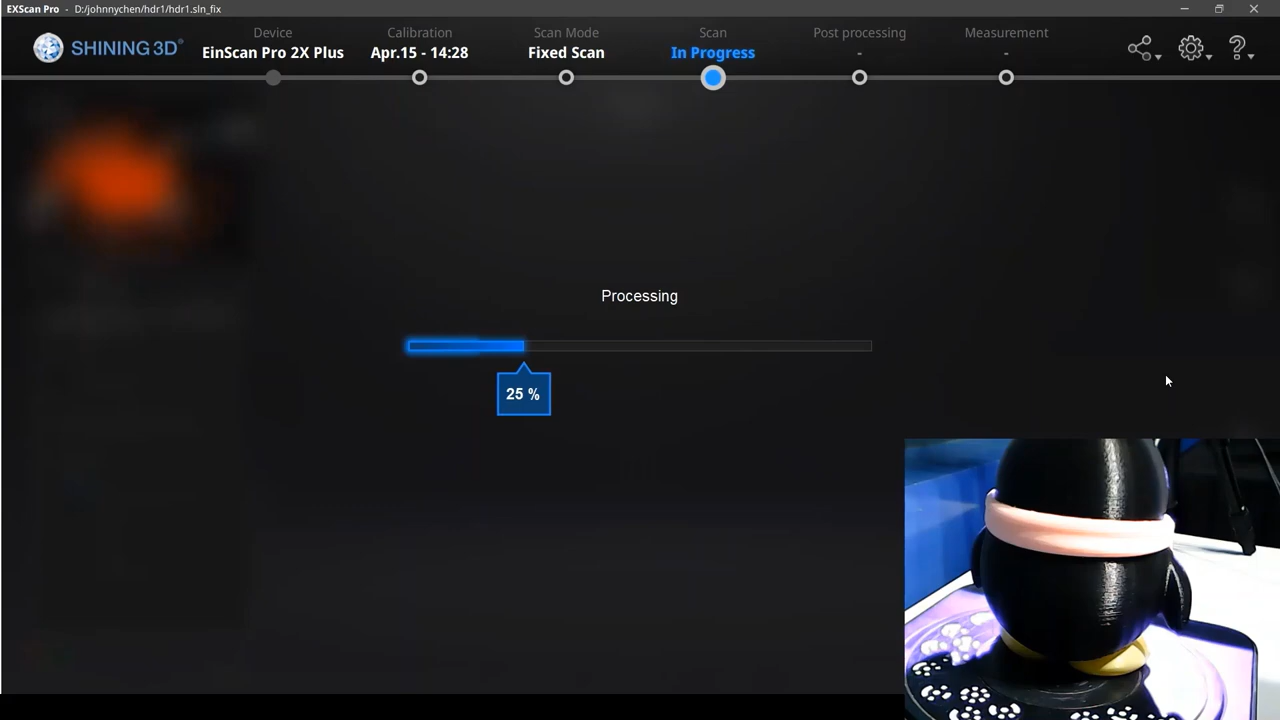 EXScan Pro - D:/johnnychen/hdr1/hdr1.sln_fix
SHINING 3D®
Device
EinScan Pro 2X Plus
Calibration
Apr.15 - 14:28
Scan Mode
Fixed Scan
Scan
In Progress
Post processing
-
Measurement
-
Processing
25 %